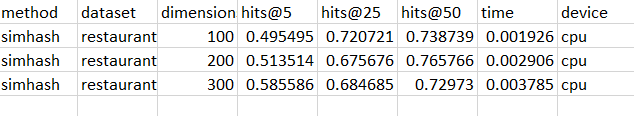 method dataset dimension hits@5 hits@25 hits@50 time device
simhash restaurant 100 0.495495 0.720721 0.738739 0.001926 cpu
simhash restaurant 200 0.513514 0.675676 0.765766 0.002906 cpu
simhash restaurant 300 0.585586 0.684685 0.72973 0.003785 cpu